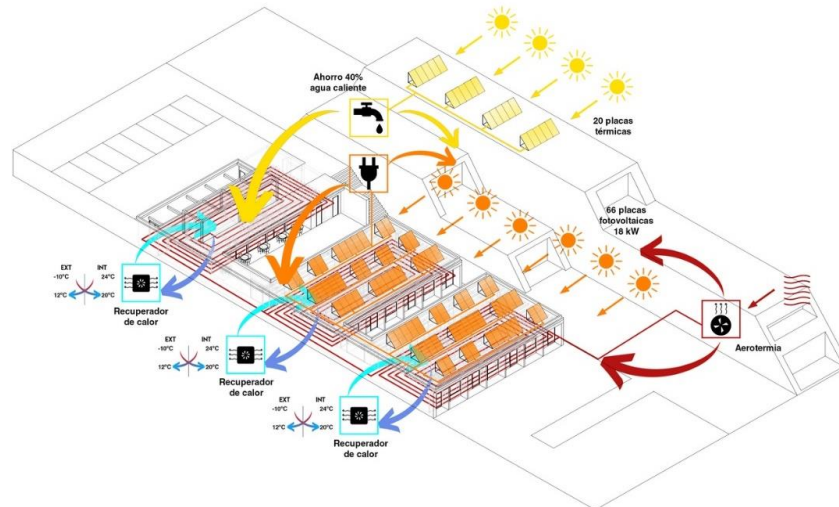 Ahorro 40%
agua caliente
20 placas
térmicas
66 placas
fotovoltaicas
18 kW
Aerotermia
EXT INT
-10°C 24°C
12°C 20°C
Recuperador
de calor
EXT INT
-10°C 24°C
12°C 20°C
Recuperador
de calor
EXT INT
-10°C 24°C
12°C 20°C
Recuperador
de calor